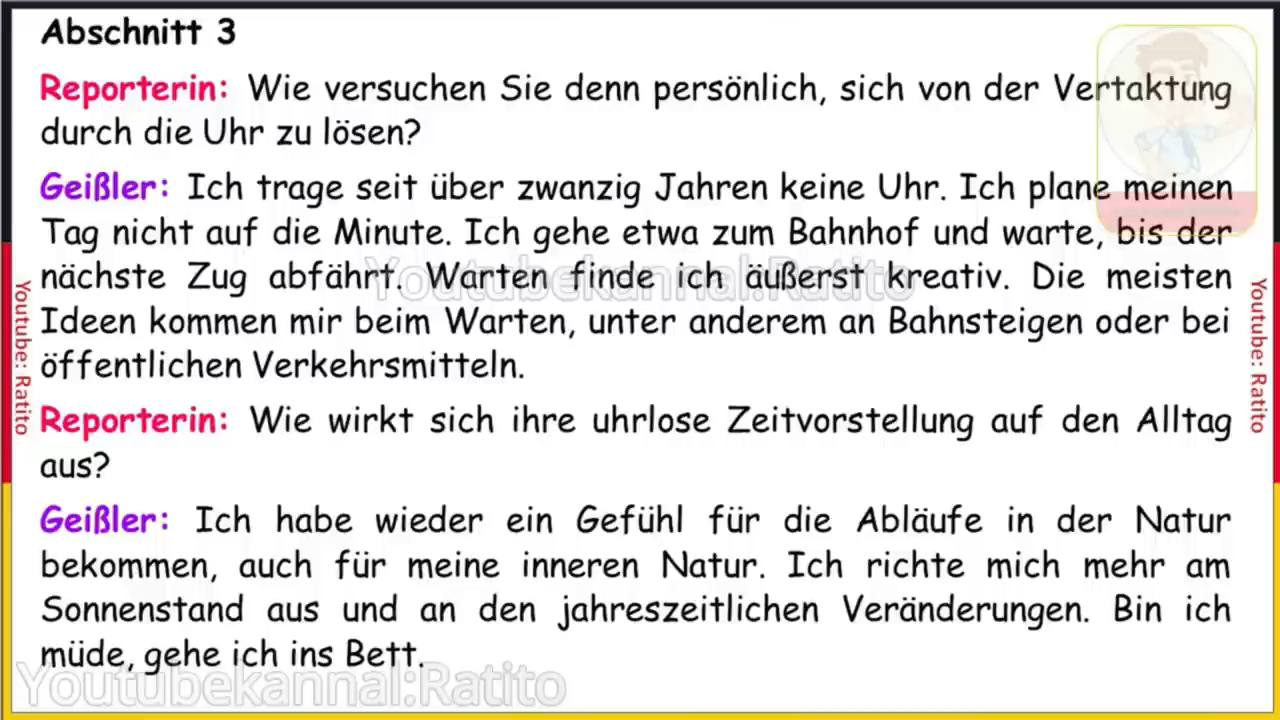 Abschnitt 3
Reporterin: Wie versuchen Sie denn persönlich, sich von der Vertaktung
durch die Uhr zu lösen?
Geißler: Ich trage seit über zwanzig Jahren keine Uhr. Ich plane meinen
Tag nicht auf die Minute. Ich gehe etwa zum Bahnhof und warte, bis der
nächste Zug abfährt. Warten finde ich äußerst kreativ. Die meisten
Ideen kommen mir beim Warten, unter anderem an Bahnsteigen oder bei
öffentlichen Verkehrsmitteln.
Reporterin: Wie wirkt sich ihre uhrlose Zeitvorstellung auf den Alltag
aus?
Geißler: Ich habe wieder ein Gefühl für die Abläufe in der Natur
bekommen, auch für meine inneren Natur. Ich richte mich mehr am
Sonnenstand aus und an den jahreszeitlichen Veränderungen. Bin ich
müde, gehe ich ins Bett.
Youtubekannal:Ratito
Youtubekannal:Ratito
Youtube: Ratito
Youtube: Ratito